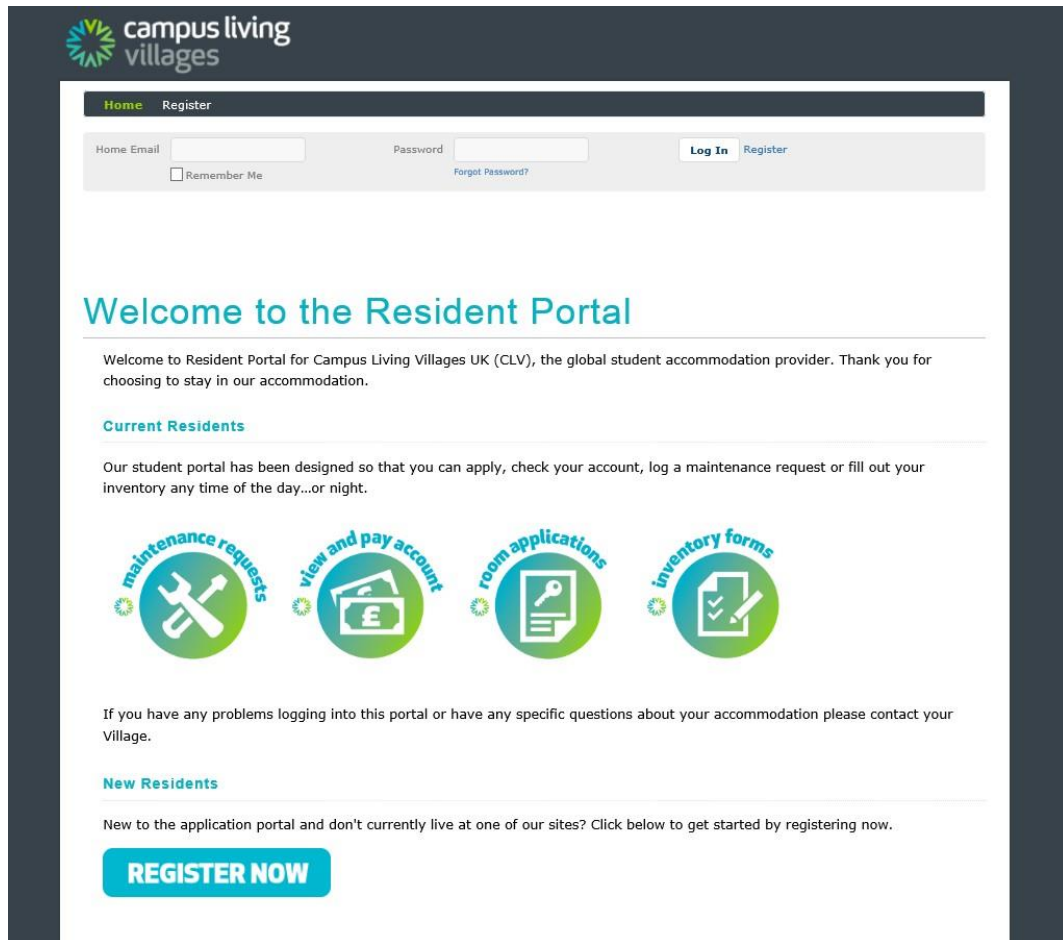 campus living
villages
Home Register
Home Email Password Log In Register
Remember Me Forgot Password?
Welcome to the Resident Portal
Welcome to Resident Portal for Campus Living Villages UK (CLV), the global student accommodation provider. Thank you for
choosing to stay in our accommodation.
Current Residents
Our student portal has been designed so that you can apply, check your account, log a maintenance request or fill out your
inventory any time of the day...or night.
maintenance requests
view and pay account
£
room applications
inventory forms
If you have any problems logging into this portal or have any specific questions about your accommodation please contact your
Village.
New Residents
New to the application portal and don't currently live at one of our sites? Click below to get started by registering now.
REGISTER NOW